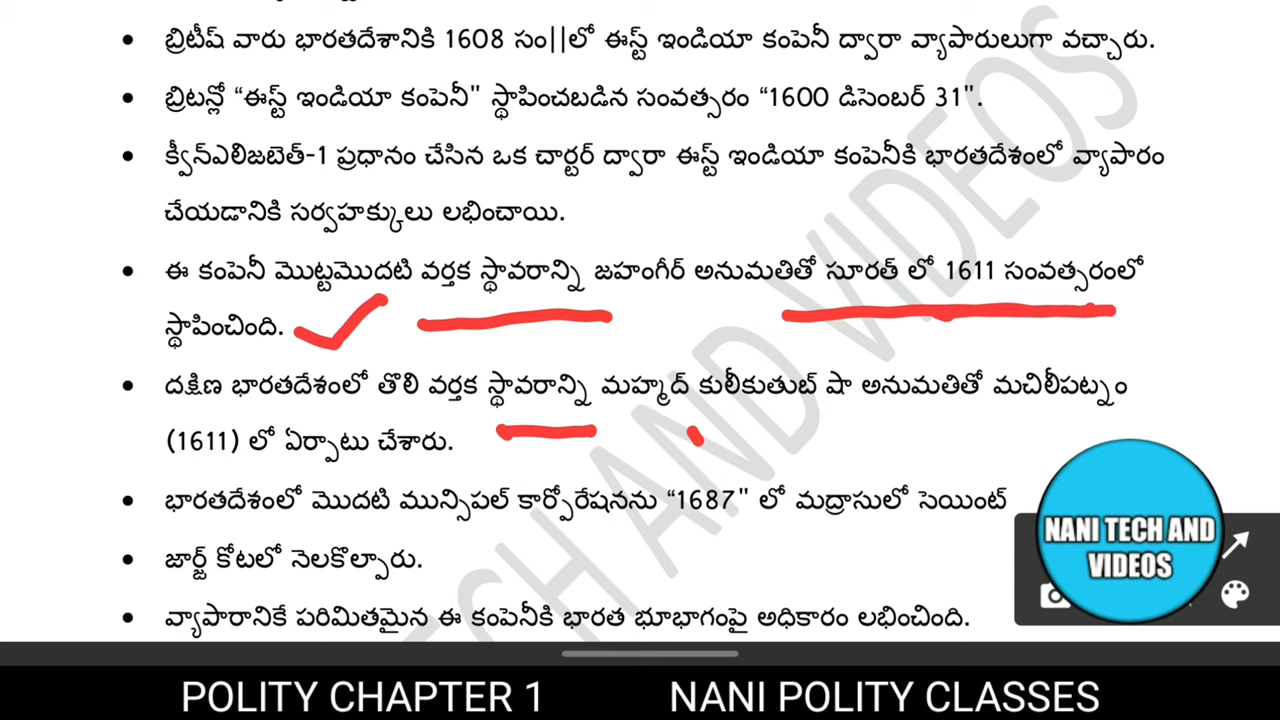 బ్రిటీష్ వారు భారతదేశానికి 1608 సం||లో ఈస్ట్ ఇండియా కంపెనీ ద్వారా వ్యాపారులుగా వచ్చారు.
బ్రిటన్లో “ఈస్ట్ ఇండియా కంపెనీ" స్థాపించబడిన సంవత్సరం “1600 డిసెంబర్ 31".
క్వీన్ఎలిజబెత్-1 ప్రధానం చేసిన ఒక చార్టర్ ద్వారా ఈస్ట్ ఇండియా కంపెనీకి భారతదేశంలో వ్యాపారం
చేయడానికి సర్వహక్కులు లభించాయి.
ఈ కంపెనీ మొట్టమొదటి వర్తక స్థావరాన్ని జహంగీర్ అనుమతితో సూరత్ లో 1611 సంవత్సరంలో
స్థాపించింది.
దక్షిణ భారతదేశంలో తొలి వర్తక స్థావరాన్ని మహ్మద్ కులీకుతుబ్ షా అనుమతితో మచిలీపట్నం
(1611) లో ఏర్పాటు చేశారు.
భారతదేశంలో మొదటి మున్సిపల్ కార్పోరేషనను “1687" లో మద్రాసులో సెయింట్
జార్జ్ కోటలో నెలకొల్పారు.
వ్యాపారానికే పరిమితమైన ఈ కంపెనీకి భారత భూభాగంపై అధికారం లభించింది.
TECH AND VIDEOS
NANI TECH AND
VIDEOS
POLITY CHAPTER 1 NANI POLITY CLASSES